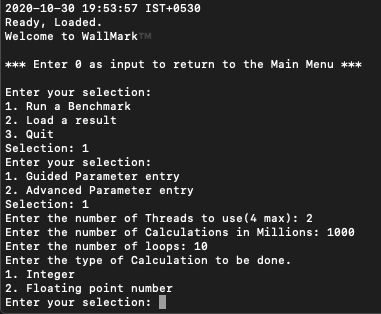 2020-10-30 19:53:57 IST+0530
Ready, Loaded.
Welcome to WallMark™
*** Enter 0 as input to return to the Main Menu ***
Enter your selection:
1. Run a Benchmark
2. Load a result
3. Quit
Selection: 1
Enter your selection:
1. Guided Parameter entry
2. Advanced Parameter entry
Selection: 1
Enter the number of Threads to use(4 max): 2
Enter the number of Calculations in Millions: 1000
Enter the number of loops: 10
Enter the type of Calculation to be done.
1. Integer
2. Floating point number
Enter your selection: